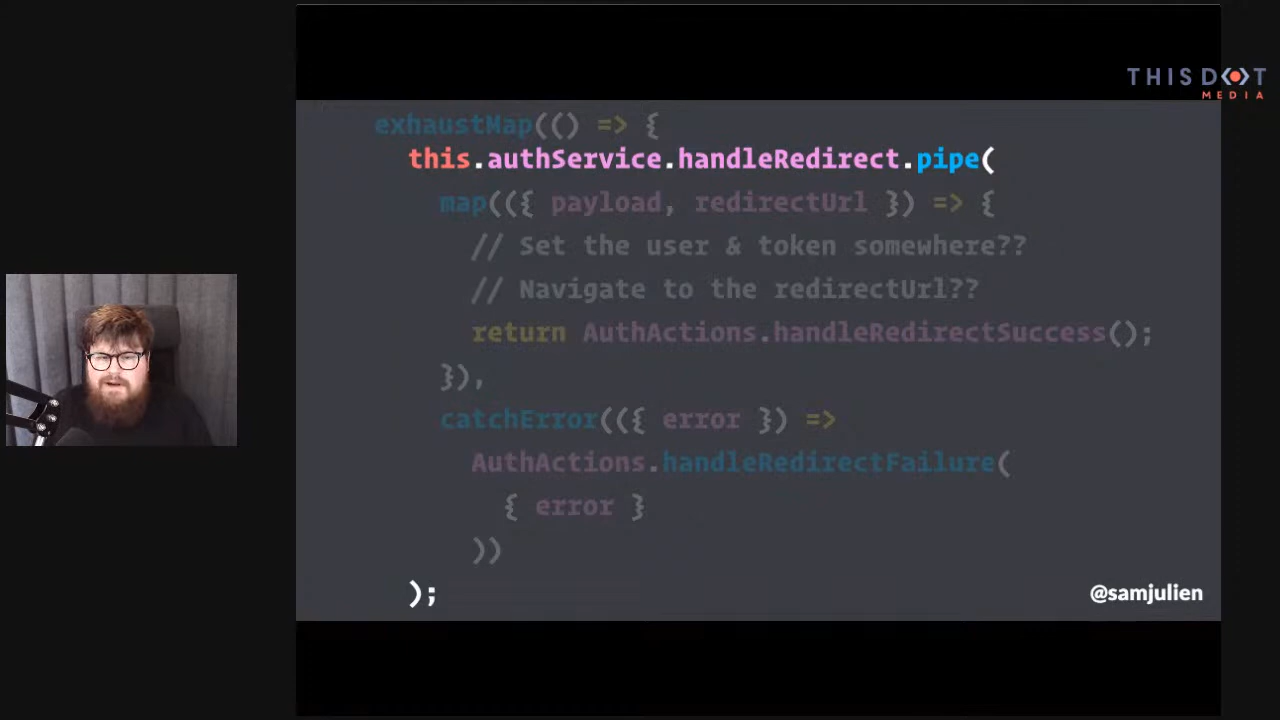 THIS DOT
MEDIA
exhaustMap(() => {
this.authService.handleRedirect.pipe(
map(({ payload, redirectUrl }) => {
// Set the user & token somewhere??
// Navigate to the redirectUrl??
return AuthActions.handleRedirectSuccess();
}),
catchError(({ error }) =>
AuthActions.handleRedirectFailure(
{ error }
))
);
@samjulien